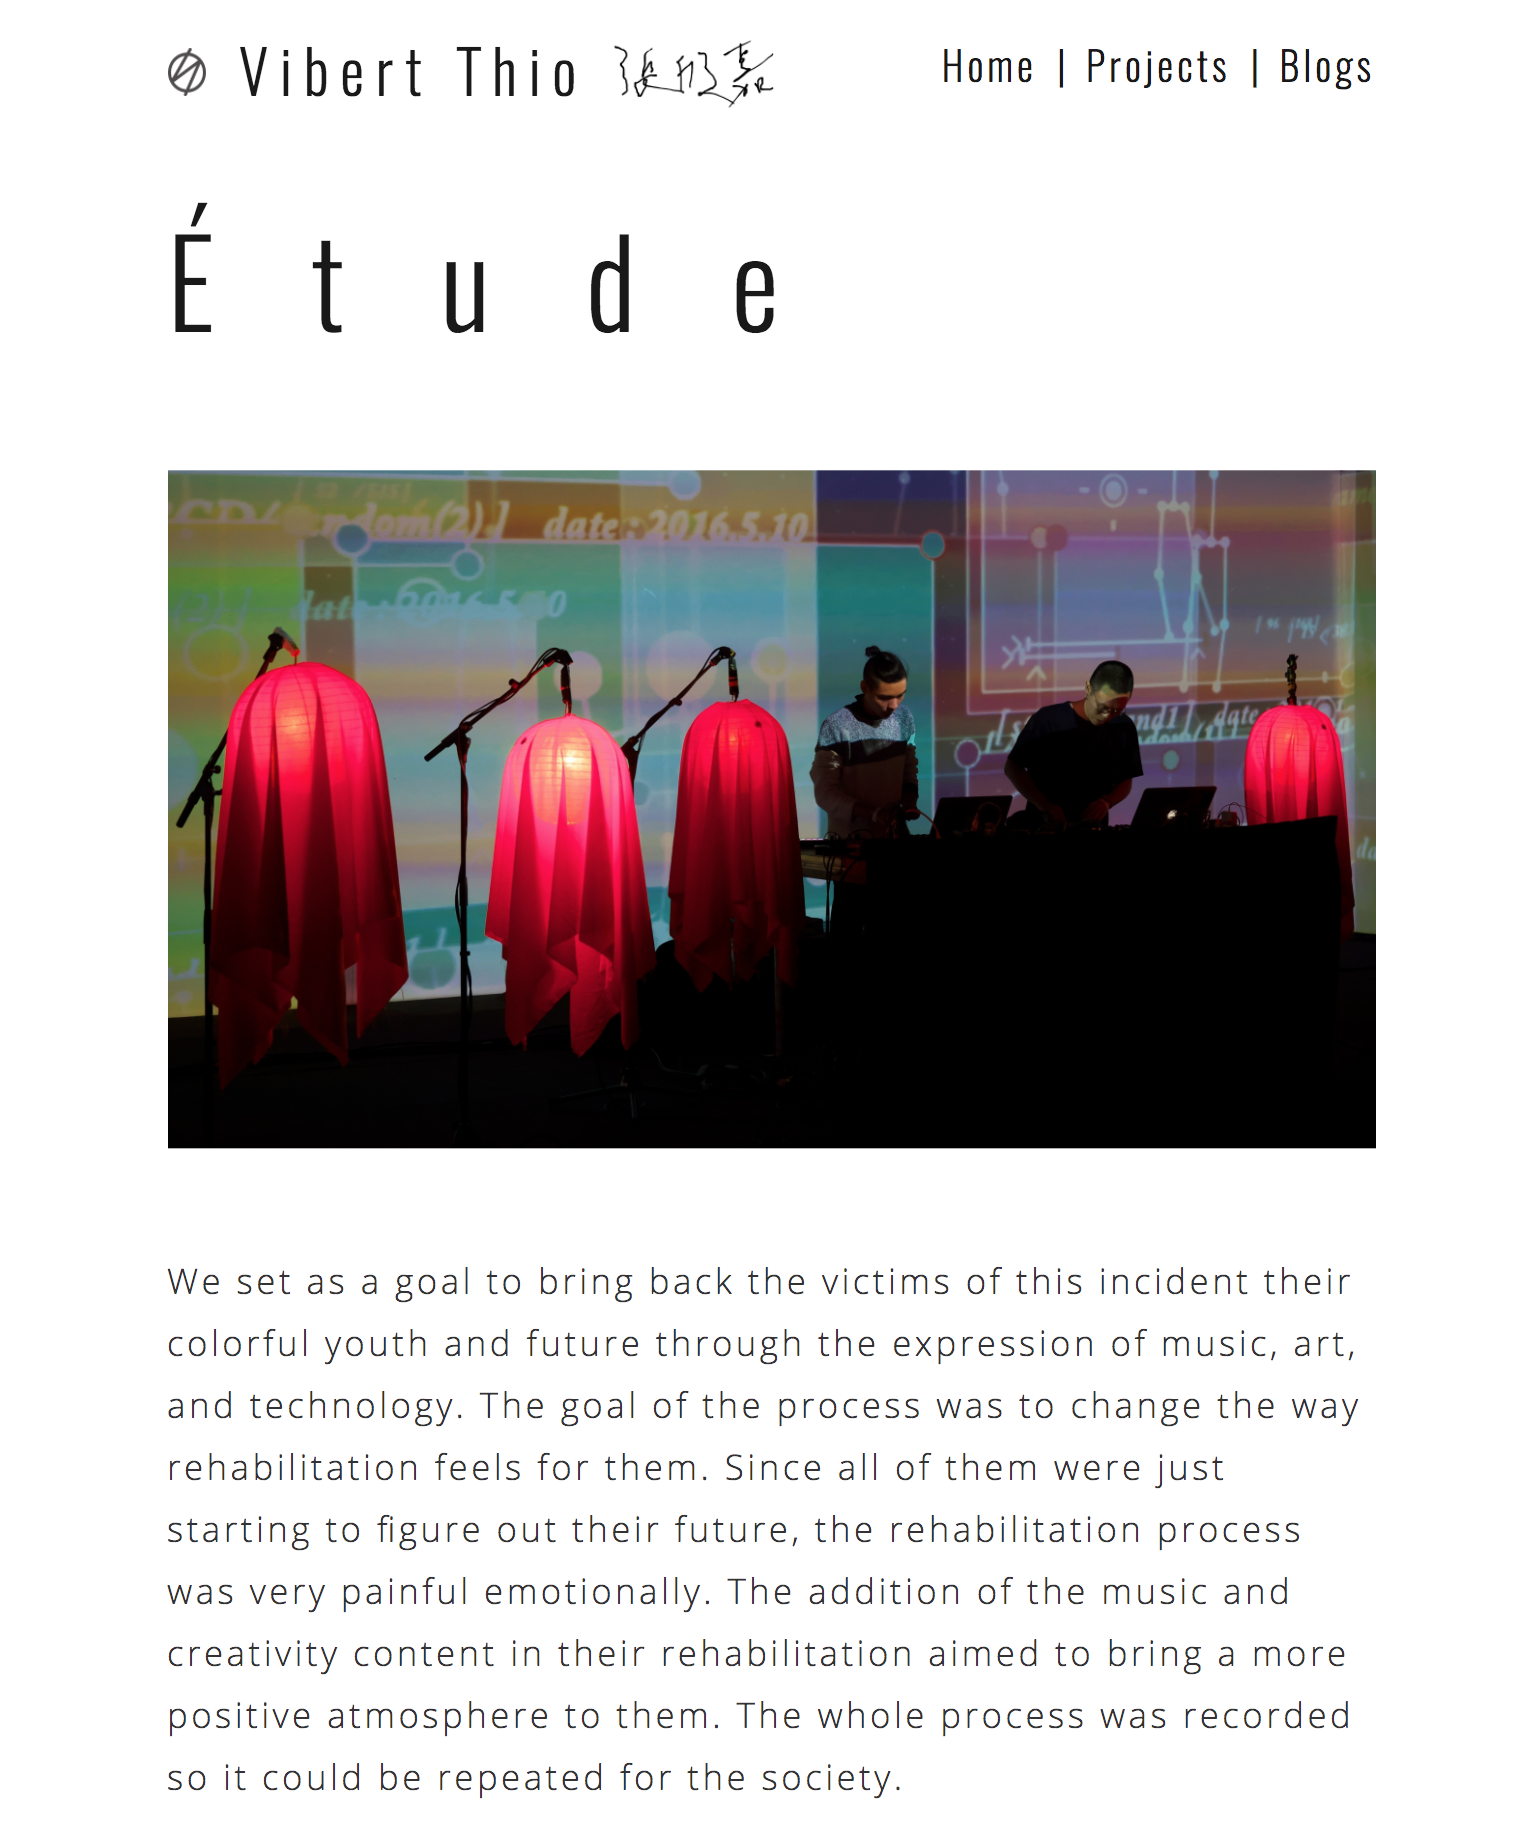 Vibert Thio 張形嘉
Home | Projects | Blogs
Étude
ndom(2)] date:2016.5.10
date:2016.5.10
We set as a goal to bring back the victims of this incident their
colorful youth and future through the expression of music, art,
and technology. The goal of the process was to change the way
rehabilitation feels for them. Since all of them were just
starting to figure out their future, the rehabilitation process
was very painful emotionally. The addition of the music and
creativity content in their rehabilitation aimed to bring a more
positive atmosphere to them. The whole process was recorded
so it could be repeated for the society.